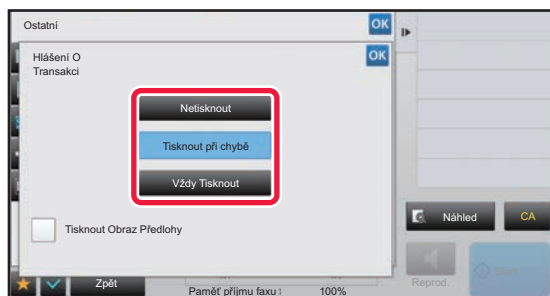 Ostatní
OK
Hlášení O
Transakci
OK
Netisknout
Tisknout při chybě
Vždy Tisknout
Tisknout Obraz Předlohy
Náhled
CA
Zpět
Paměť příjmu faxu :
100%
Reprod.
Start